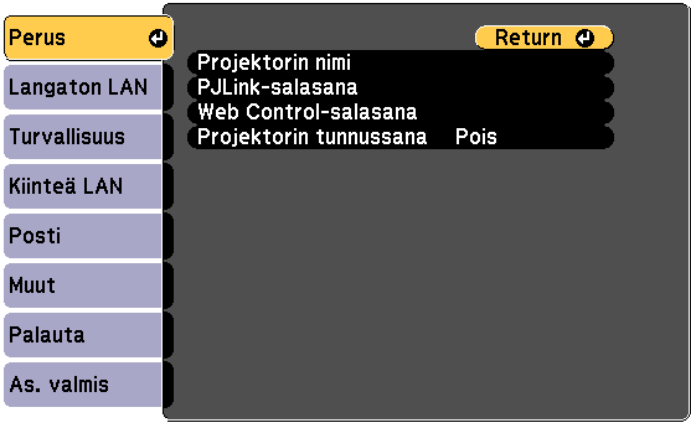 Perus
Langaton LAN
Turvallisuus
Kiinteä LAN
Posti
Muut
Palauta
As. valmis
Return
Projektorin nimi
PJLink-salasana
Web Control-salasana
Projektorin tunnussana Pois